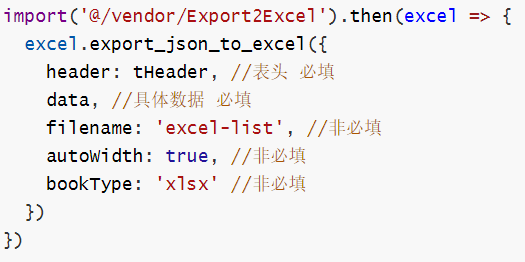 import('@/vendor/Export2Excel').then(excel => {
  excel.export_json_to_excel({
    header: tHeader, //表头 必填
    data, //具体数据 必填
    filename: 'excel-list', //非必填
    autoWidth: true, //非必填
    bookType: 'xlsx' //非必填
  })
})